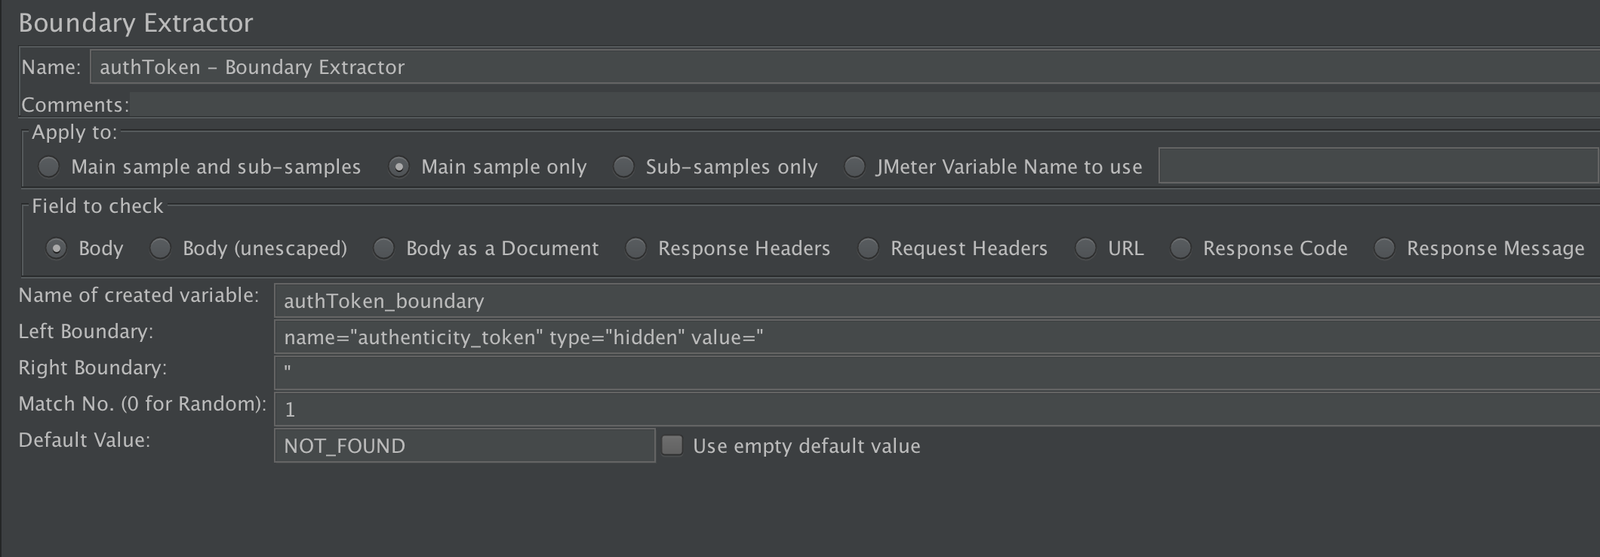 Boundary Extractor
Name: authToken - Boundary Extractor
Comments:
Apply to:
Main sample and sub-samples Main sample only Sub-samples only JMeter Variable Name to use
Field to check
Body Body (unescaped) Body as a Document Response Headers Request Headers URL Response Code Response Message
Name of created variable: authToken_boundary
Left Boundary: name="authenticity_token" type="hidden" value="
Right Boundary: "
Match No. (0 for Random): 1
Default Value: NOT_FOUND Use empty default value